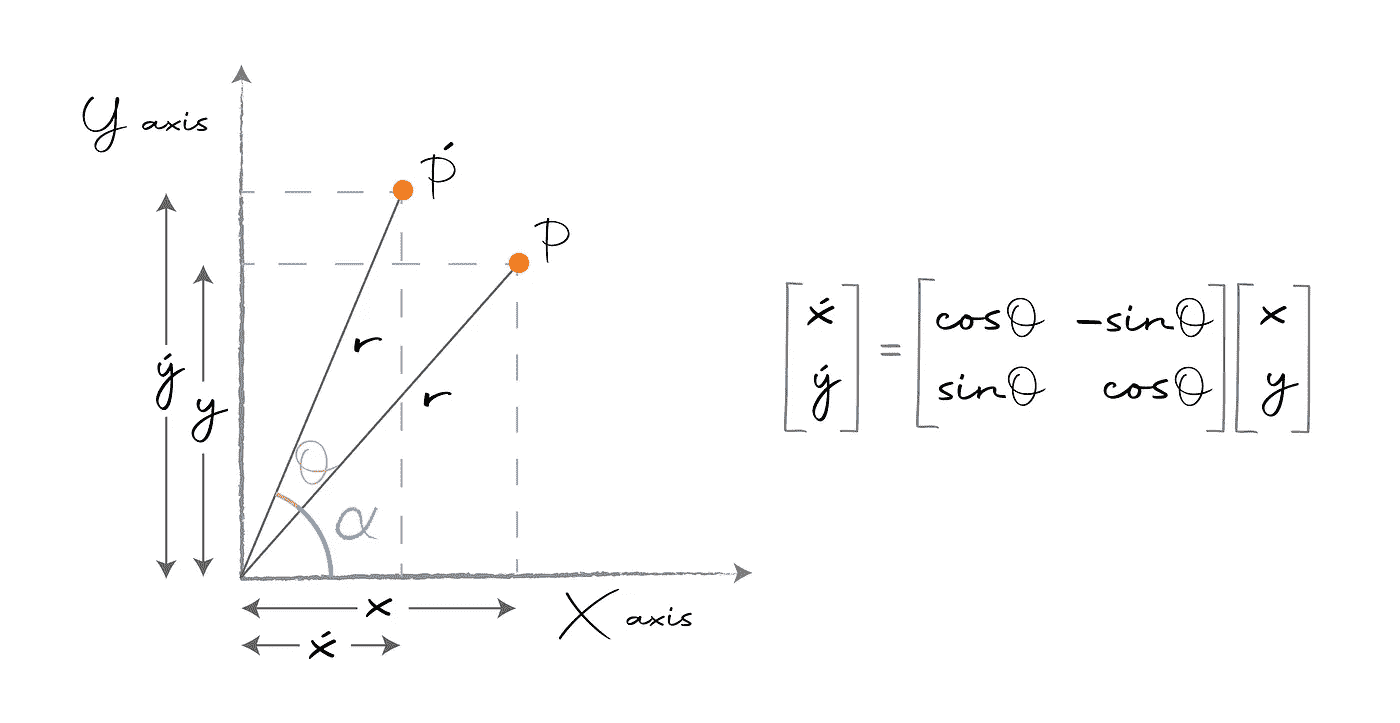 Y axis
Ṕ
P
r
r
ý
y
θ
α
x
x́
X axis
[x́ ý] = [cosθ -sinθ sinθ cosθ] [x y]